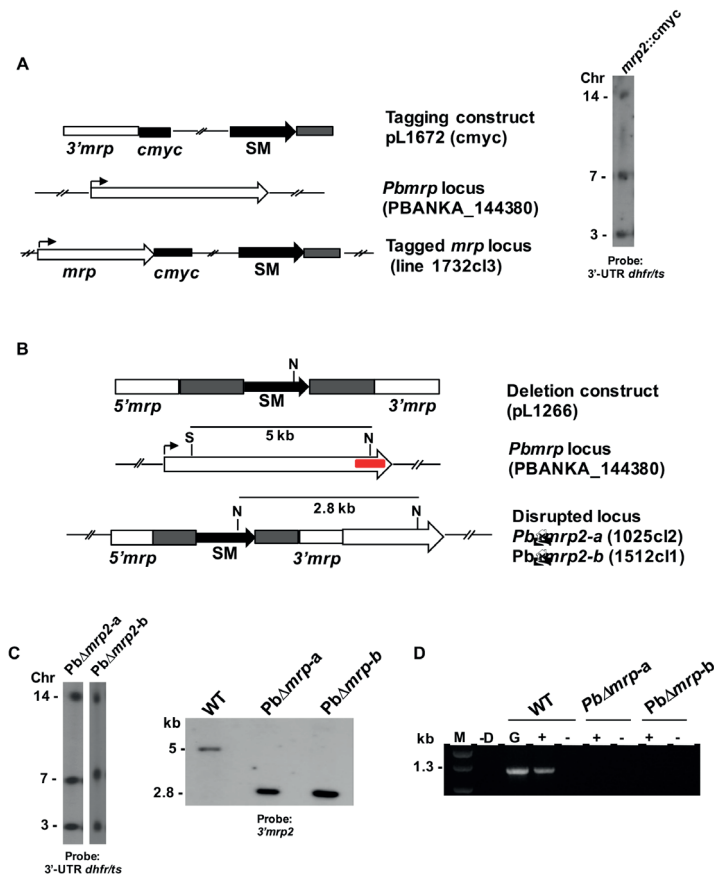 A
3'mrp
cmyc
SM
Tagging construct
pL1672 (cmyc)
Pbmrp locus
(PBANKA_144380)
mrp
cmyc
SM
Tagged mrp locus
(line 1732cl3)
mrp2::cmyc
Chr
14 -
7 -
3 -
Probe:
3'-UTR dhfr/ts
B
N
5'mrp
SM
3'mrp
Deletion construct
(pL1266)
S
5 kb
N
Pbmrp locus
(PBANKA_144380)
N
2.8 kb
N
5'mrp
SM
3'mrp
Disrupted locus
Pb mrp2-a (1025cl2)
Pb mrp2-b (1512cl1)
C
PbΔmrp2-a
PbΔmrp2-b
Chr
14 -
7 -
3 -
Probe:
3'-UTR dhfr/ts
WT
PbΔmrp-a
PbΔmrp-b
kb
5 -
2.8 -
Probe:
3'mrp2
D
WT
PbΔmrp-a
PbΔmrp-b
kb
M
-D
G
+
-
+
-
+
-
1.3 -